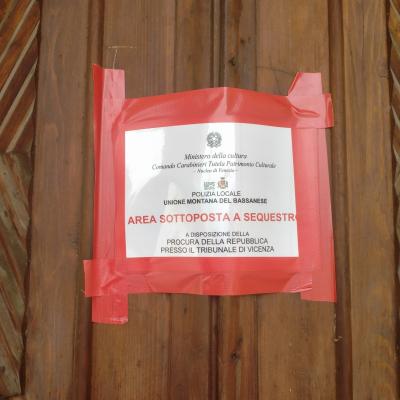 Ministero della cultura
Comando Carabinieri Tutela Patrimonio Culturale
- Nucleo di Venezia -
POLIZIA LOCALE
UNIONE MONTANA DEL BASSANESE
AREA SOTTOPOSTA A SEQUESTRO
A DISPOSIZIONE DELLA
PROCURA DELLA REPUBBLICA
PRESSO IL TRIBUNALE DI VICENZA